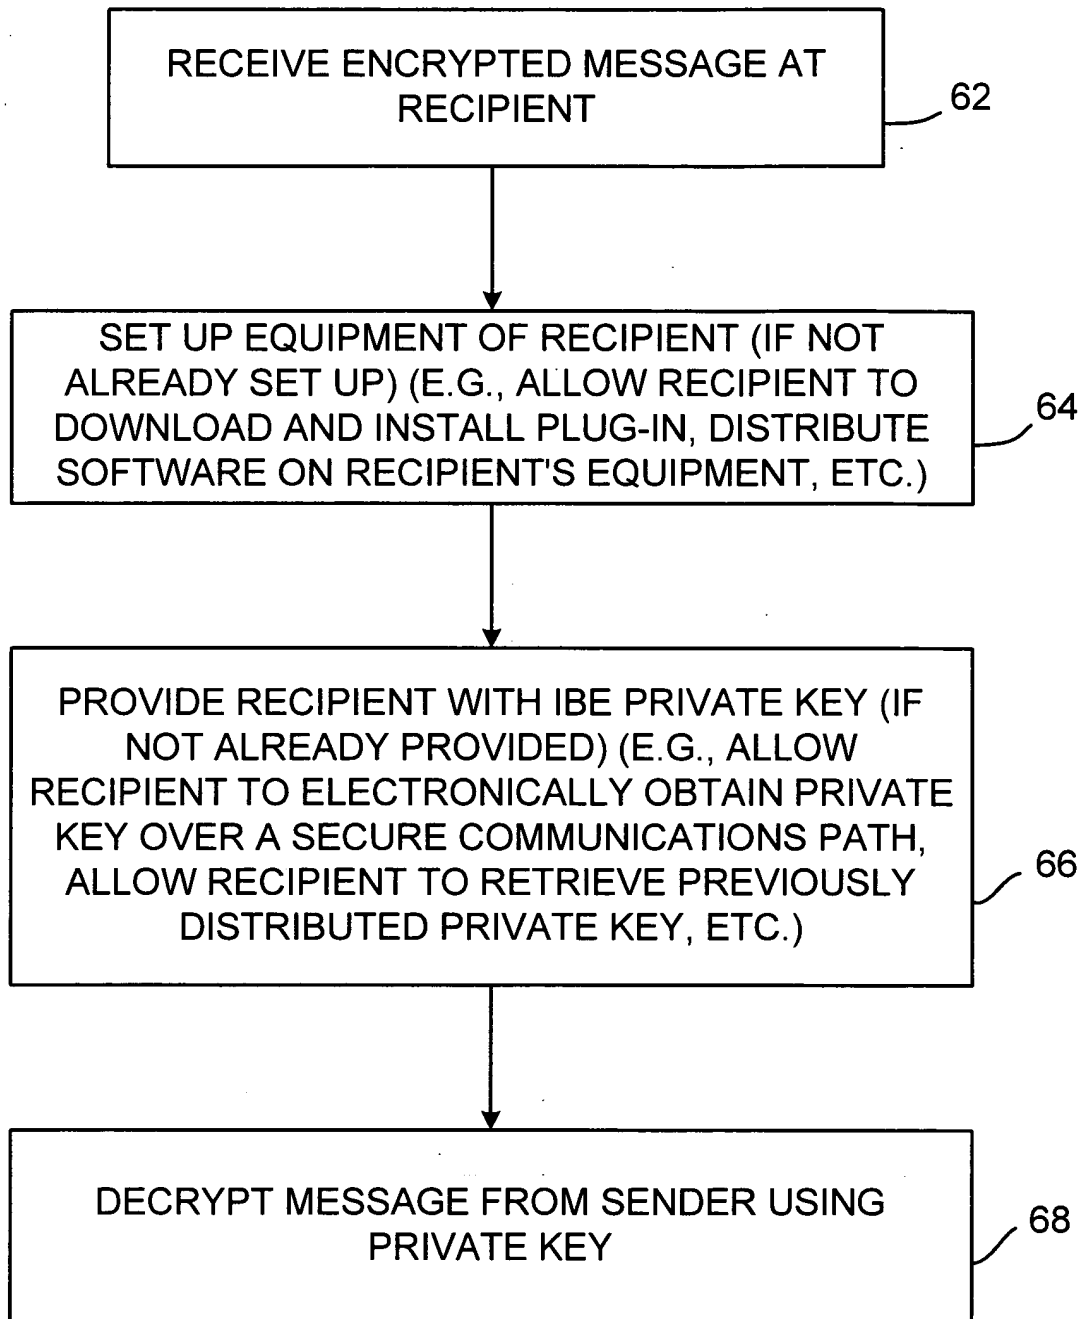 RECEIVE ENCRYPTED MESSAGE AT
RECIPIENT
62
SET UP EQUIPMENT OF RECIPIENT (IF NOT
ALREADY SET UP) (E.G., ALLOW RECIPIENT TO
DOWNLOAD AND INSTALL PLUG-IN, DISTRIBUTE
SOFTWARE ON RECIPIENT'S EQUIPMENT, ETC.)
64
PROVIDE RECIPIENT WITH IBE PRIVATE KEY (IF
NOT ALREADY PROVIDED) (E.G., ALLOW
RECIPIENT TO ELECTRONICALLY OBTAIN PRIVATE
KEY OVER A SECURE COMMUNICATIONS PATH,
ALLOW RECIPIENT TO RETRIEVE PREVIOUSLY
DISTRIBUTED PRIVATE KEY, ETC.)
66
DECRYPT MESSAGE FROM SENDER USING
PRIVATE KEY
68